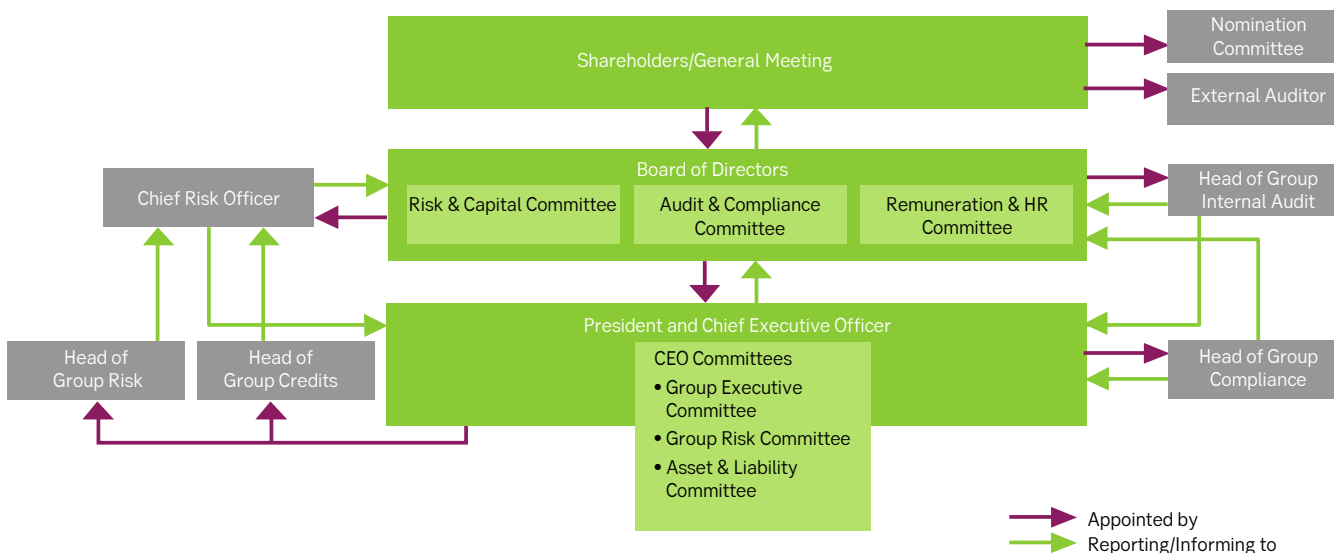 Nomination
Committee
Shareholders/General Meeting
External Auditor
Board of Directors
Head of Group
Internal Audit
Chief Risk Officer
Risk & Capital Committee
Audit & Compliance
Committee
Remuneration & HR
Committee
President and Chief Executive Officer
Head of
Group Risk
Head of
Group Credits
CEO Committees
• Group Executive
Committee
• Group Risk Committee
• Asset & Liability
Committee
Head of Group
Compliance
Appointed by
Reporting/Informing to